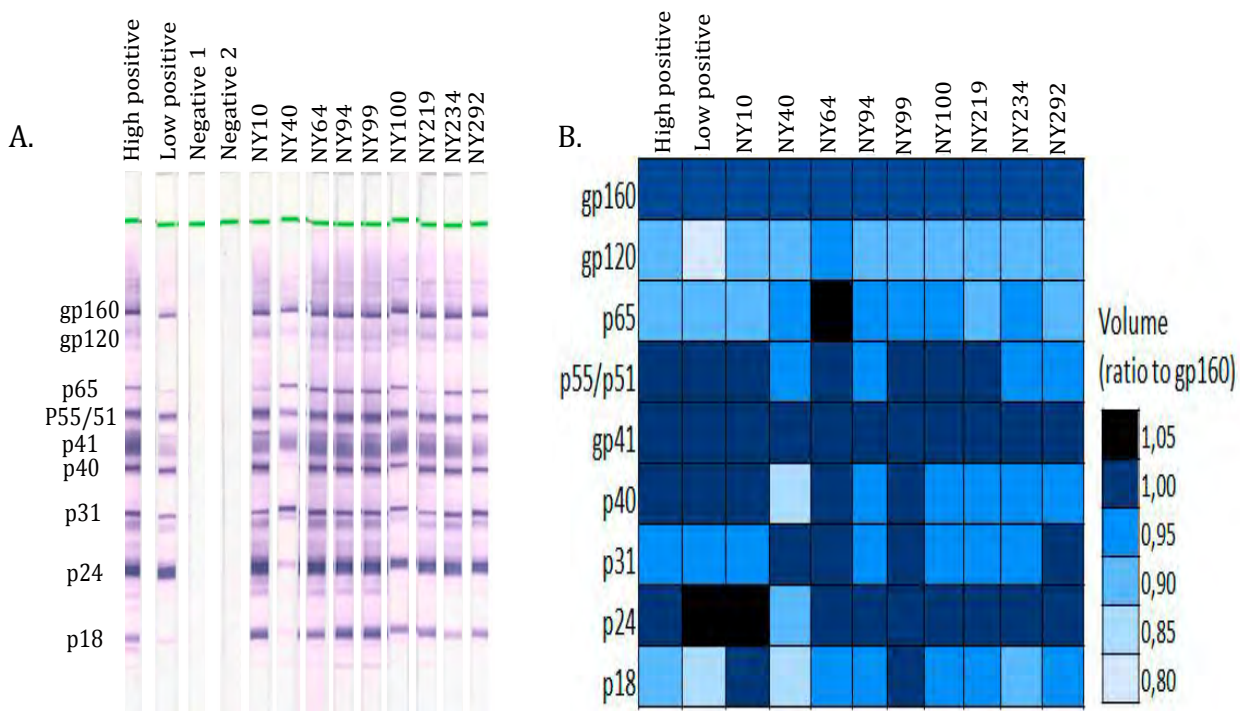 A.
High positive
Low positive
Negative 1
Negative 2
NY10
NY40
NY64
NY94
NY99
NY100
NY219
NY234
NY292
gp160
gp120
p65
P55/51
p41
p40
p31
p24
p18
B.
High positive
Low positive
NY10
NY40
NY64
NY94
NY99
NY100
NY219
NY234
NY292
gp160
gp120
p65
p55/p51
gp41
p40
p31
p24
p18
Volume
(ratio to gp160)
1,05
1,00
0,95
0,90
0,85
0,80